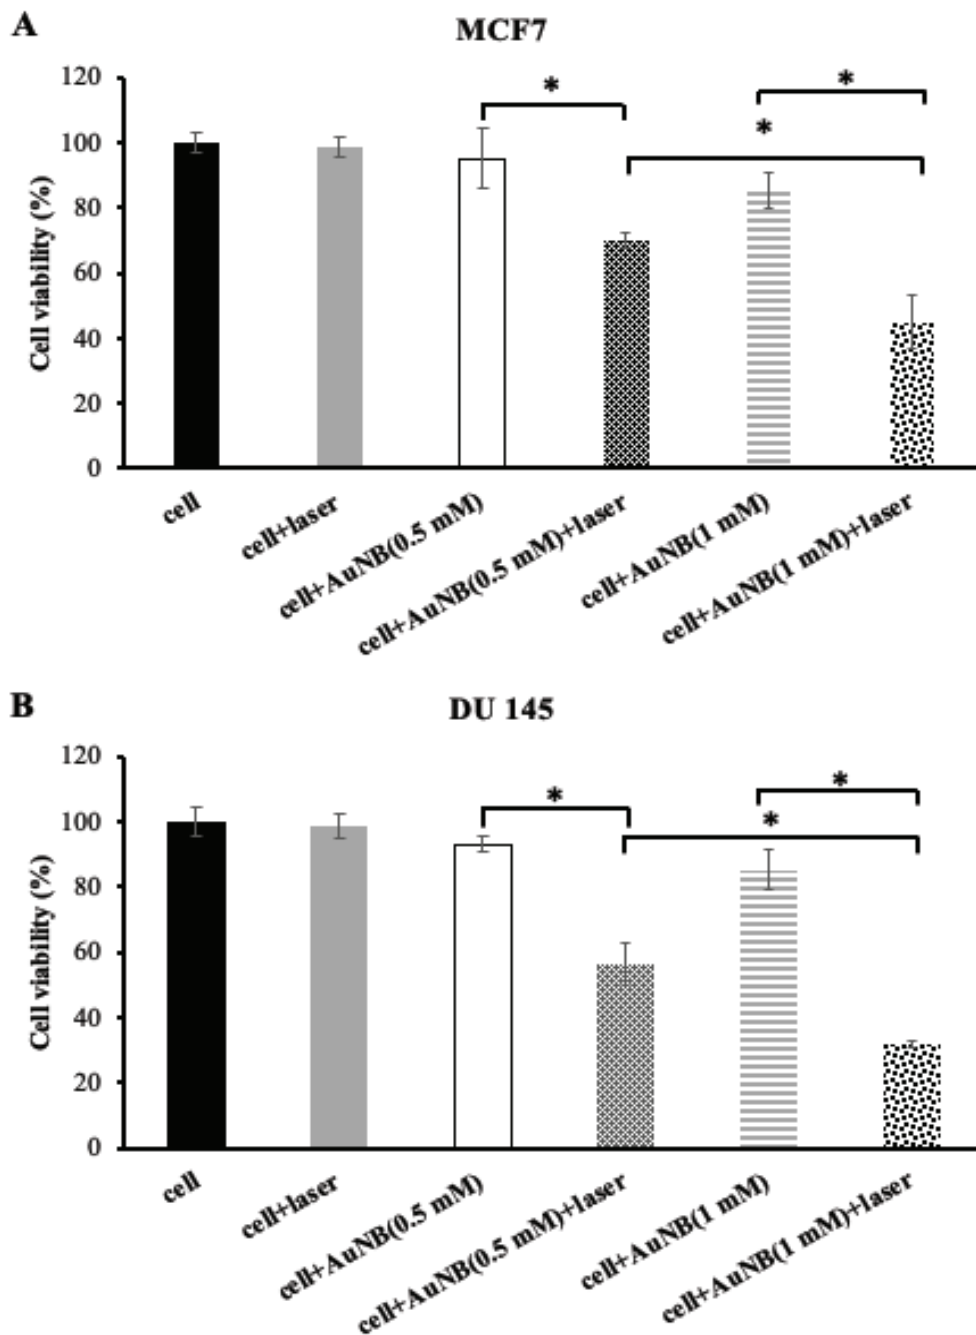 A
MCF7
120
100
80
60
40
20
0
Cell viability (%)
*
*
*
cell
cell+laser
cell+AuNB(0.5 mM)
cell+AuNB(0.5 mM)+laser
cell+AuNB(1 mM)
cell+AuNB(1 mM)+laser
B
DU 145
120
100
80
60
40
20
0
Cell viability (%)
*
*
*
cell
cell+laser
cell+AuNB(0.5 mM)
cell+AuNB(0.5 mM)+laser
cell+AuNB(1 mM)
cell+AuNB(1 mM)+laser